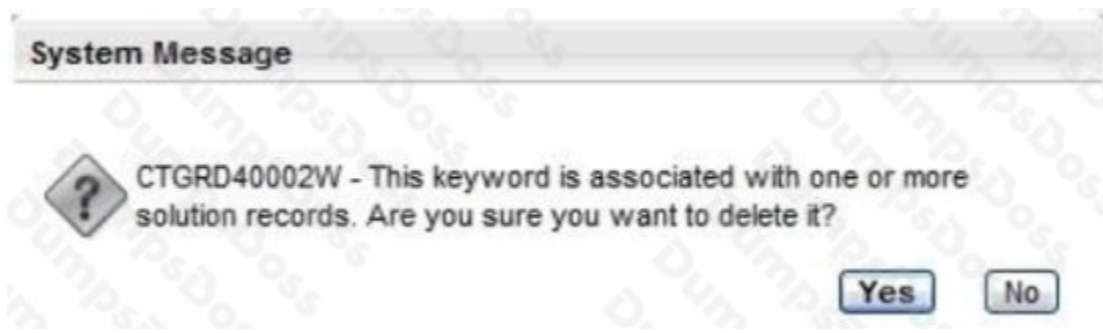 System Message
CTGRD40002W - This keyword is associated with one or more
solution records. Are you sure you want to delete it?
Yes No